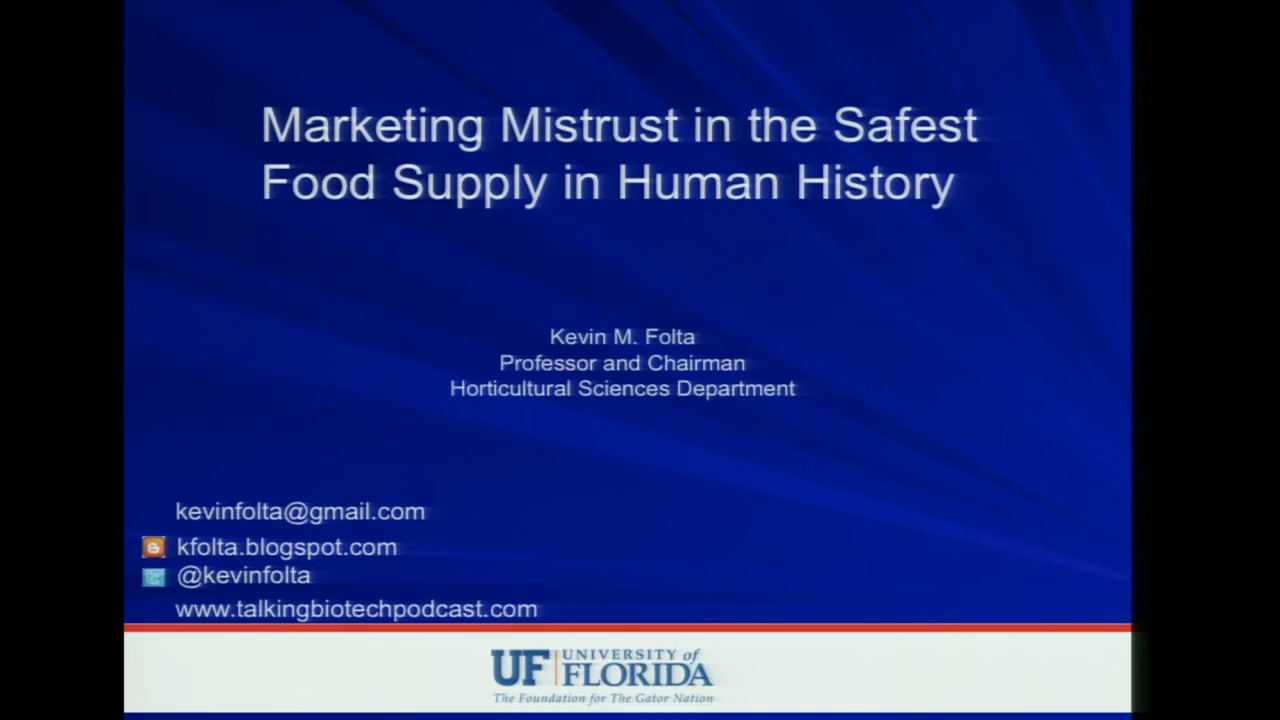 Marketing Mistrust in the Safest
Food Supply in Human History
Kevin M. Folta
Professor and Chairman
Horticultural Sciences Department
kevinfolta@gmail.com
kfolta.blogspot.com
@kevinfolta
www.talkingbiotechpodcast.com
UF UNIVERSITY of
FLORIDA
The Foundation for The Gator Nation